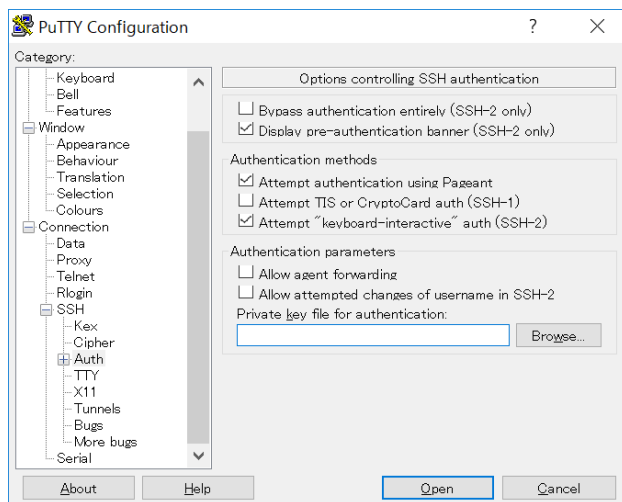 PuTTY Configuration
?
Category:
Keyboard
Bell
Features
Window
Appearance
Behaviour
Translation
Selection
Colours
Connection
Data
Proxy
Telnet
Rlogin
SSH
Kex
Cipher
Auth
TTY
X11
Tunnels
Bugs
More bugs
Serial
Options controlling SSH authentication
Bypass authentication entirely (SSH-2 only)
Display pre-authentication banner (SSH-2 only)
Authentication methods
Attempt authentication using Pageant
Attempt TIS or CryptoCard auth (SSH-1)
Attempt "keyboard-interactive" auth (SSH-2)
Authentication parameters
Allow agent forwarding
Allow attempted changes of username in SSH-2
Private key file for authentication:
Browse...
About
Help
Open
Cancel